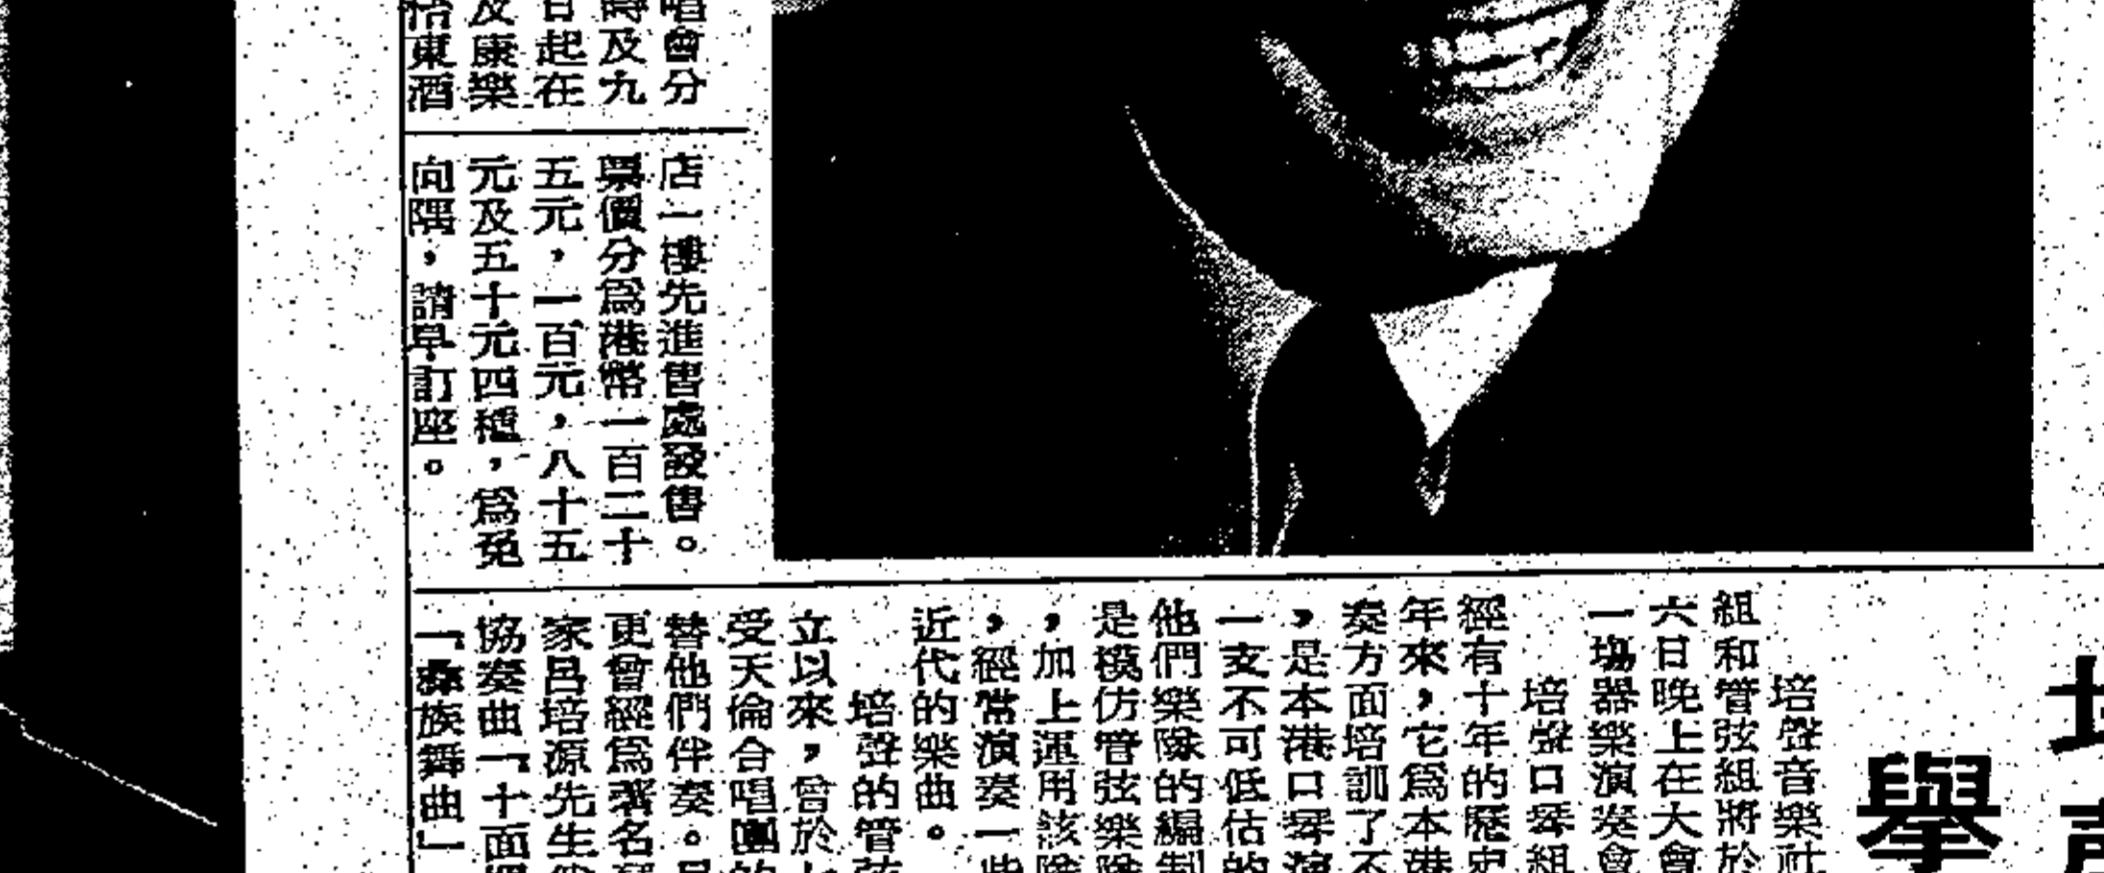 唱會分
時及九
日起在
及康樂
怡東酒
店一樓先進售處發售。
票價分爲港幣一百二十
五元，一百元，八十五
元及五十元四種，爲免
向隅，請早訂座。
舉
培聲音樂社
組和管弦組將於
六日晚上在大會
一場器樂演奏會
培聲口琴組
經有十年的歷史
年來，它爲本港
奏方面培訓了不
，是本港口琴演
一支不可低估的
他們樂隊的編制
是模仿管弦樂隊
，加上運用該隊
，經常演奏一些
近代的樂曲。
培聲的管弦
立以來，曾於
受天倫合唱團的
替他們伴奏。
更曾經爲著名
家呂培源先生
協奏曲「十面
「彝族舞曲」